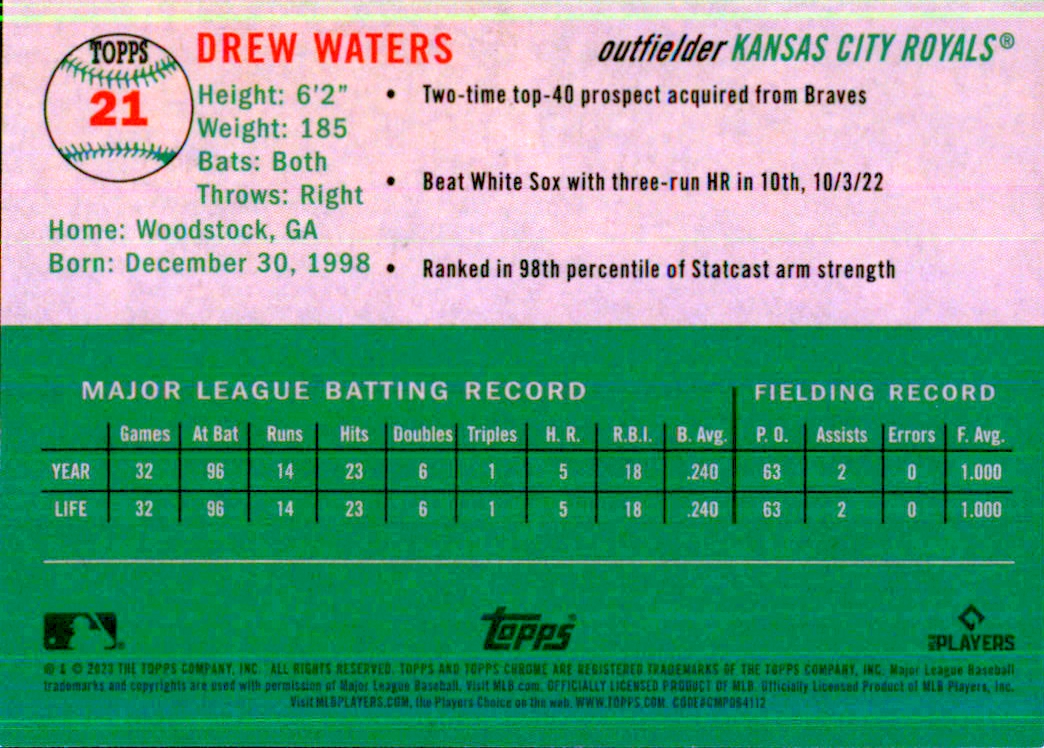 TOPPS
21
DREW WATERS
outfielder KANSAS CITY ROYALS®
Height: 6'2"
Weight: 185
Bats: Both
Throws: Right
Home: Woodstock, GA
Born: December 30, 1998
• Two-time top-40 prospect acquired from Braves
• Beat White Sox with three-run HR in 10th, 10/3/22
• Ranked in 98th percentile of Statcast arm strength
MAJOR LEAGUE BATTING RECORD FIELDING RECORD
Games At Bat Runs Hits Doubles Triples H. R. R.B.I. B. Avg. P. O. Assists Errors F. Avg.
YEAR 32 96 14 23 6 1 5 18 .240 63 2 0 1.000
LIFE 32 96 14 23 6 1 5 18 .240 63 2 0 1.000
topps®
PLAYERS
® & © 2023 THE TOPPS COMPANY, INC. ALL RIGHTS RESERVED. TOPPS AND TOPPS CHROME ARE REGISTERED TRADEMARKS OF THE TOPPS COMPANY, INC. Major League Baseball
trademarks and copyrights are used with permission of Major League Baseball. Visit MLB.com. OFFICIALLY LICENSED PRODUCT OF MLB. Officially Licensed Product of MLB Players, Inc.
Visit MLBPLAYERS.COM, the Players Choice on the web. WWW.TOPPS.COM. CODE#CMP084112